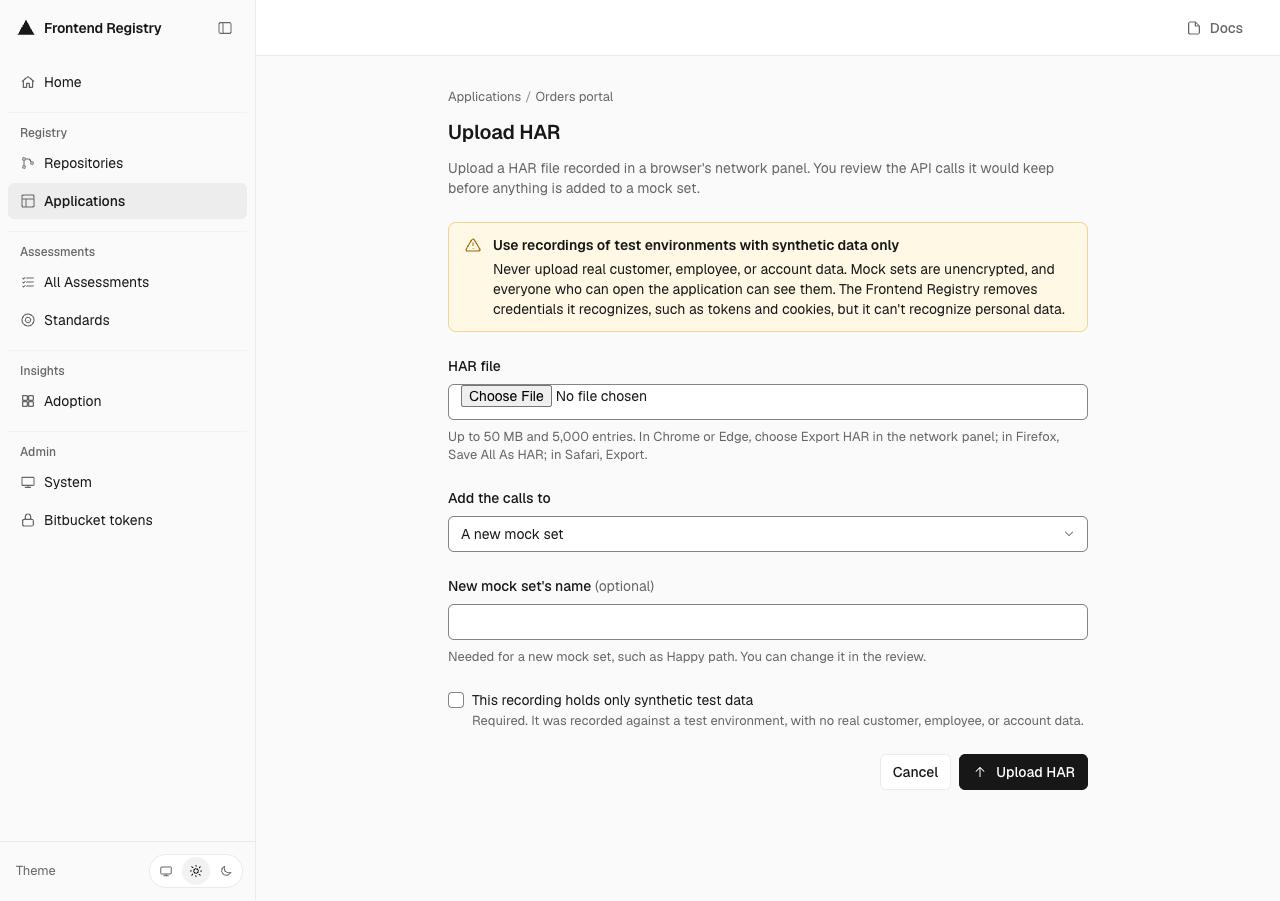 Frontend Registry
Docs
Home
Registry
Repositories
Applications
Assessments
All Assessments
Standards
Insights
Adoption
Admin
System
Bitbucket tokens
Theme
Applications / Orders portal
Upload HAR
Upload a HAR file recorded in a browser's network panel. You review the API calls it would keep
before anything is added to a mock set.
Use recordings of test environments with synthetic data only
Never upload real customer, employee, or account data. Mock sets are unencrypted, and
everyone who can open the application can see them. The Frontend Registry removes
credentials it recognizes, such as tokens and cookies, but it can't recognize personal data.
HAR file
Choose File No file chosen
Up to 50 MB and 5,000 entries. In Chrome or Edge, choose Export HAR in the network panel; in Firefox,
Save All As HAR; in Safari, Export.
Add the calls to
A new mock set
New mock set's name (optional)
Needed for a new mock set, such as Happy path. You can change it in the review.
This recording holds only synthetic test data
Required. It was recorded against a test environment, with no real customer, employee, or account data.
Cancel
Upload HAR